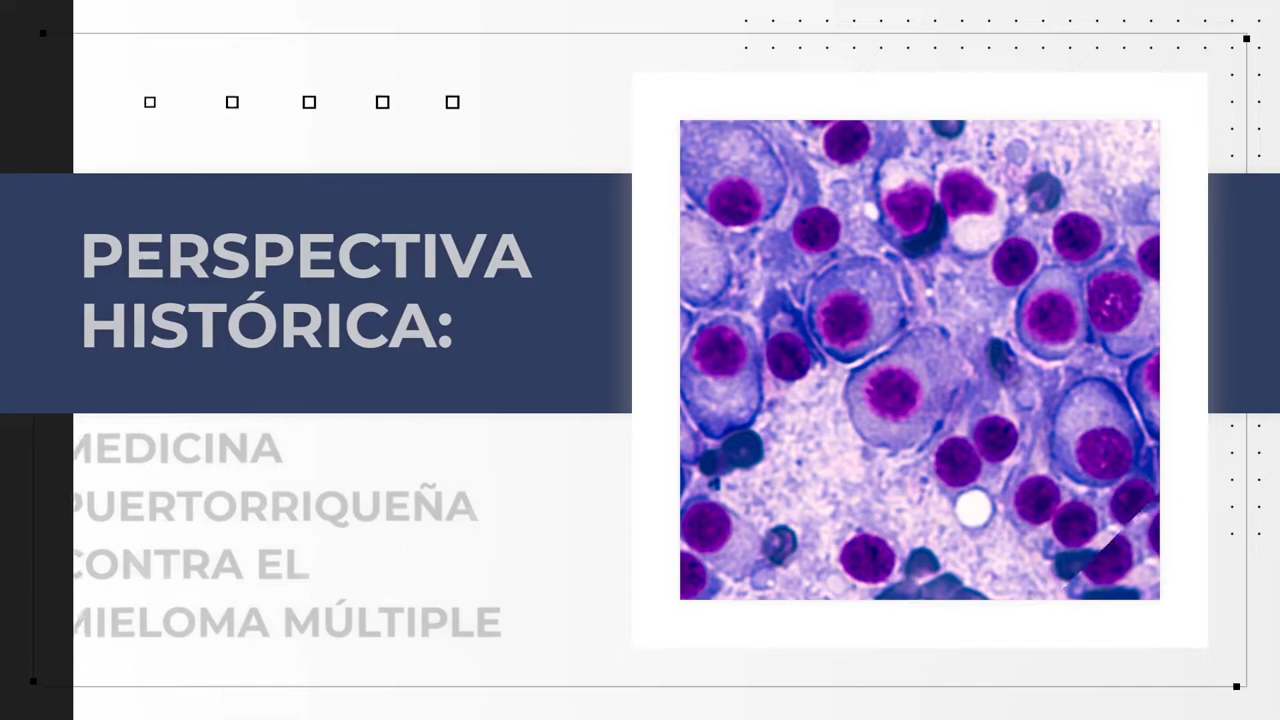 PERSPECTIVA
HISTÓRICA:
MEDICINA
PUERTORRIQUEÑA
CONTRA EL
MIELOMA MÚLTIPLE